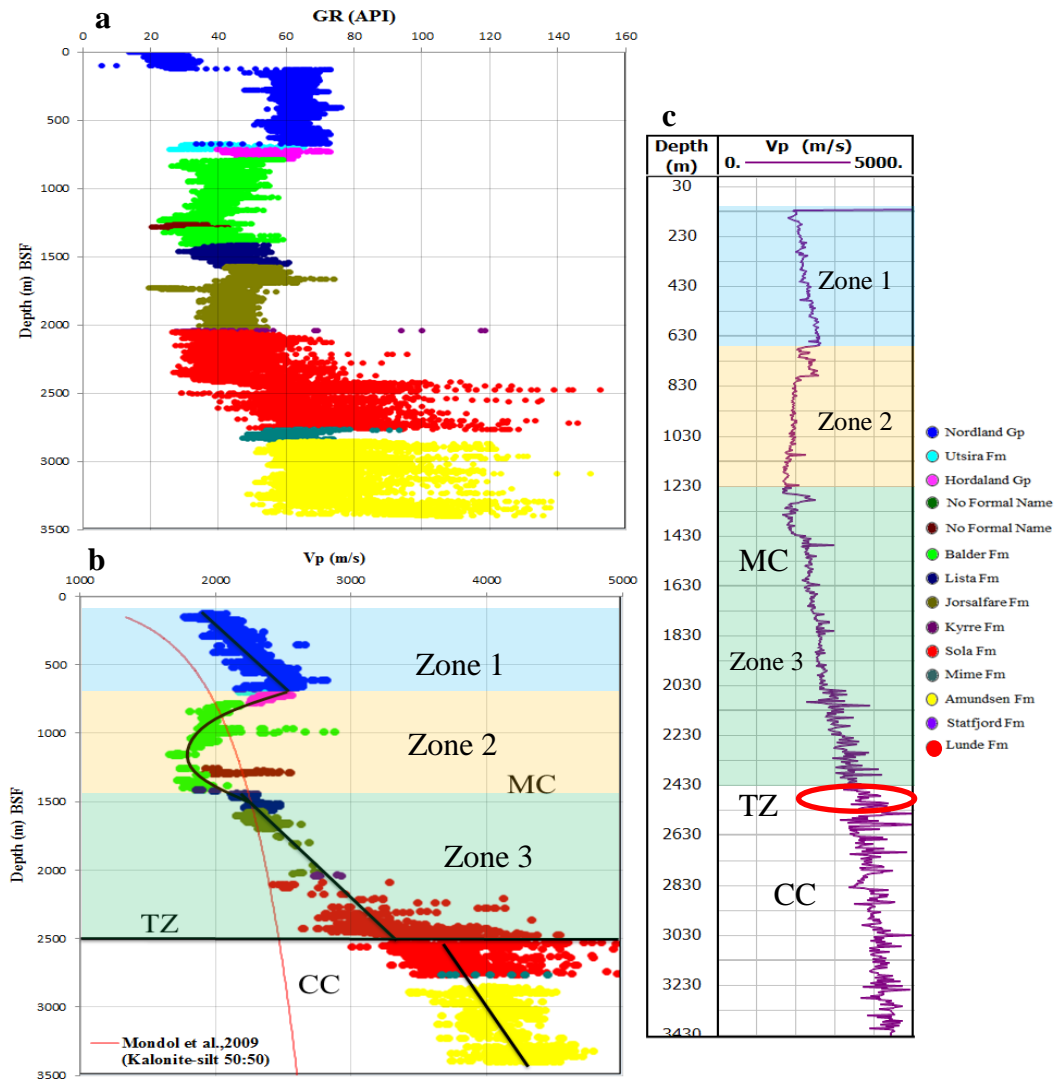 a
GR (API)
0 20 40 60 80 100 120 140 160
0
500
1000
1500
2000
2500
3000
3500
Depth (m) BSF
b
Vp (m/s)
1000 2000 3000 4000 5000
0
500
1000
1500
2000
2500
3000
3500
Depth (m) BSF
Zone 1
Zone 2
MC
Zone 3
TZ
CC
Mondol et al.,2009
(Kalonite-silt 50:50)
c
Depth
(m)
Vp (m/s)
0. 5000.
30
230
430
630
830
1030
1230
1430
1630
1830
2030
2230
2430
2630
2830
3030
3230
3430
Zone 1
Zone 2
MC
Zone 3
TZ
CC
Nordland Gp
Utsira Fm
Hordaland Gp
No Formal Name
No Formal Name
Balder Fm
Lista Fm
Jorsalfare Fm
Kyrre Fm
Sola Fm
Mime Fm
Amundsen Fm
Statfjord Fm
Lunde Fm